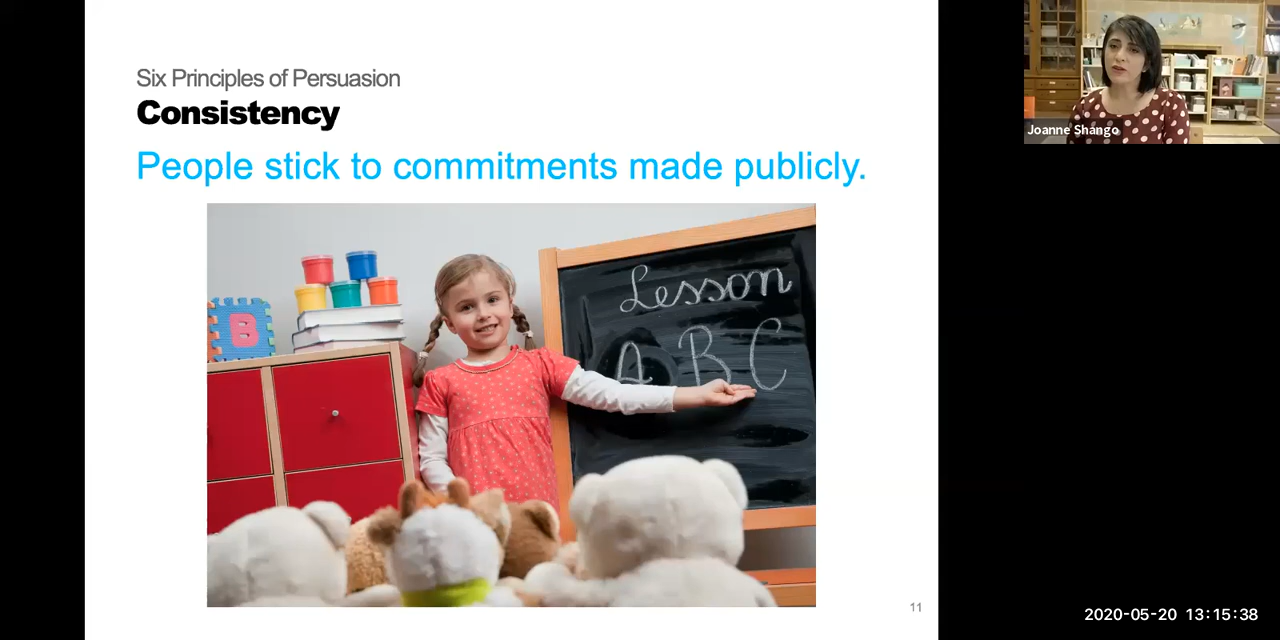 Six Principles of Persuasion
Consistency
People stick to commitments made publicly.
B
Lesson
A B C
11
Joanne Shango
2020-05-20 13:15:38